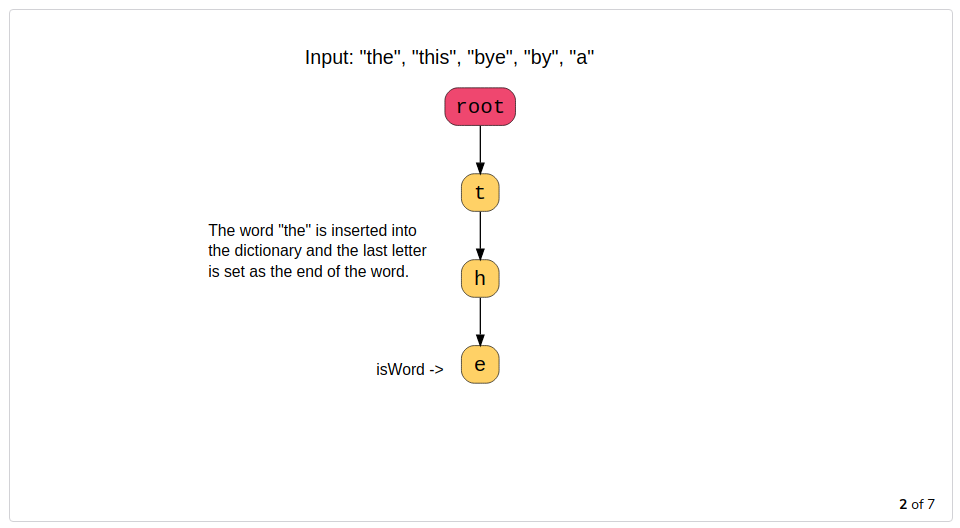 Input: "the", "this", "bye", "by", "a"
root
t
The word "the" is inserted into
the dictionary and the last letter
is set as the end of the word.
h
isWord -> e
2 of 7